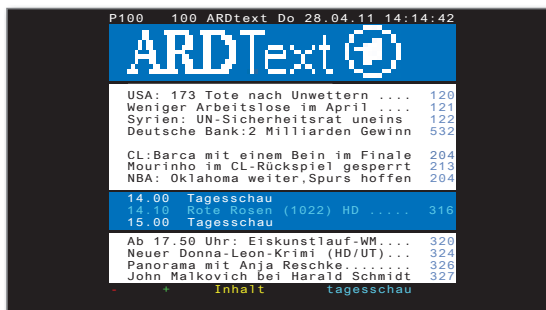 P100 100 ARDtext Do 28.04.11 14:14:42
ARDText
USA: 173 Tote nach Unwettern .... 120
Weniger Arbeitslose im April .... 121
Syrien: UN-Sicherheitsrat uneins 122
Deutsche Bank:2 Milliarden Gewinn 532
CL:Barca mit einem Bein im Finale 204
Mourinho im CL-Rückspiel gesperrt 213
NBA: Oklahoma weiter,Spurs hoffen 204
14.00 Tagesschau
14.10 Rote Rosen (1022) HD ..... 316
15.00 Tagesschau
Ab 17.50 Uhr: Eiskunstlauf-WM.... 320
Neuer Donna-Leon-Krimi (HD/UT)... 324
Panorama mit Anja Reschke........ 326
John Malkovich bei Harald Schmidt 327
- + Inhalt tagesschau